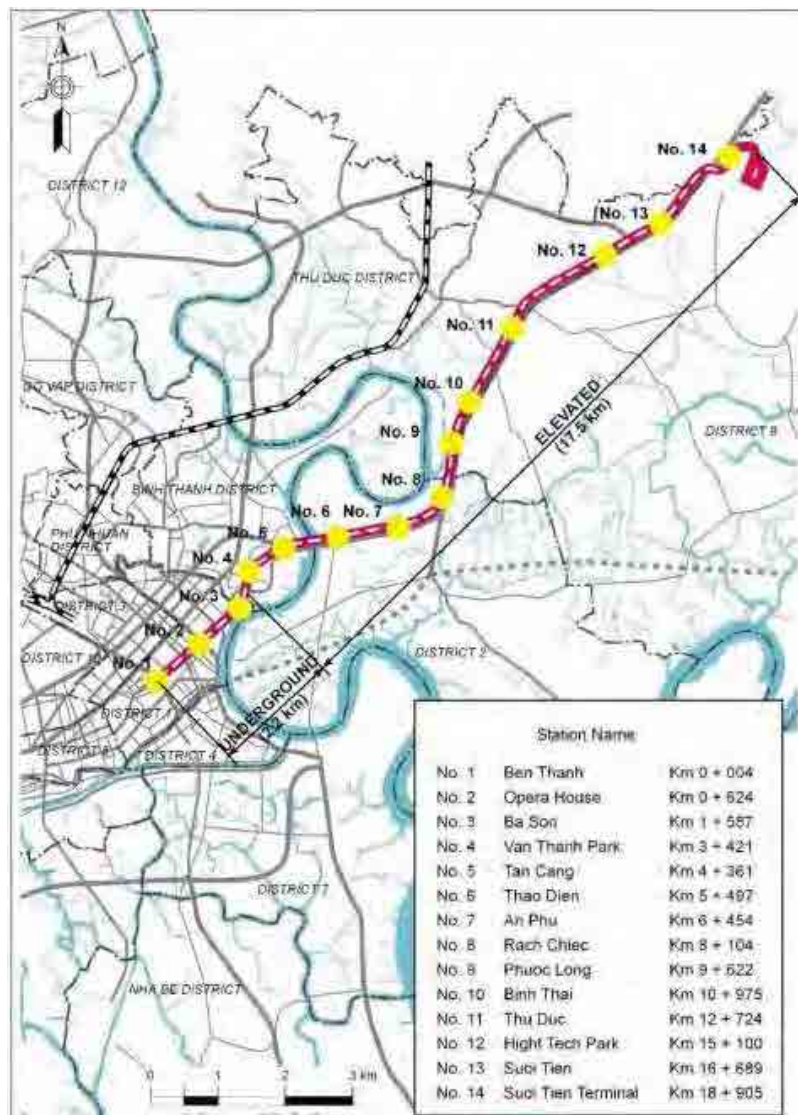 No. 14
DISTRICT 12
No. 13
No. 12
THU DUC DISTRICT
No. 11
No. 10
GO VAP DISTRICT
ELEVATED
(17.5 km)
No. 9
DISTRICT 9
No. 8
BINH THANH DISTRICT
No. 6
No. 7
PHU NHUAN
DISTRICT
No. 5
No. 4
DISTRICT 3
No. 3
No. 2
DISTRICT 10
No. 1
DISTRICT 2
UNDERGROUND
(2.2 km)
DISTRICT 1
DISTRICT 5
DISTRICT 4
DISTRICT 7
NHA BE DISTRICT
0 1 2 3 km
Station Name
No. 1 Ben Thanh Km 0 + 004
No. 2 Opera House Km 0 + 624
No. 3 Ba Son Km 1 + 587
No. 4 Van Thanh Park Km 3 + 421
No. 5 Tan Cang Km 4 + 361
No. 6 Thao Dien Km 5 + 497
No. 7 An Phu Km 6 + 454
No. 8 Rach Chiec Km 8 + 104
No. 9 Phuoc Long Km 9 + 622
No. 10 Binh Thai Km 10 + 975
No. 11 Thu Duc Km 12 + 724
No. 12 Hight Tech Park Km 15 + 100
No. 13 Suoi Tien Km 16 + 689
No. 14 Suoi Tien Terminal Km 18 + 905